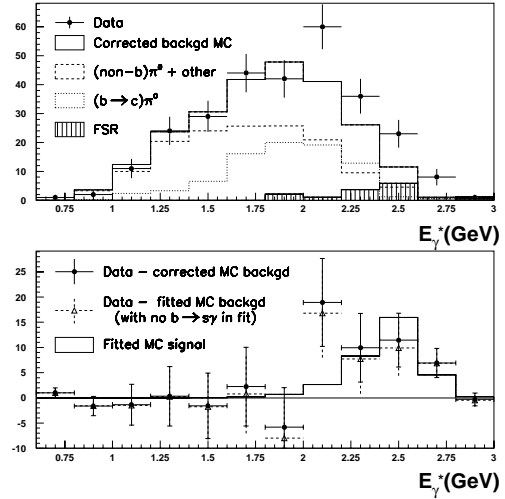 60
50
40
30
20
10
0
Data
Corrected backgd MC
(non-b)π° + other
(b→c)π°
FSR
0.75 1 1.25 1.5 1.75 2 2.25 2.5 2.75 3
E*γ(GeV)
25
20
15
10
5
0
-5
-10
Data - corrected MC backgd
Data - fitted MC backgd
(with no b→sγ in fit)
Fitted MC signal
0.75 1 1.25 1.5 1.75 2 2.25 2.5 2.75 3
E*γ(GeV)